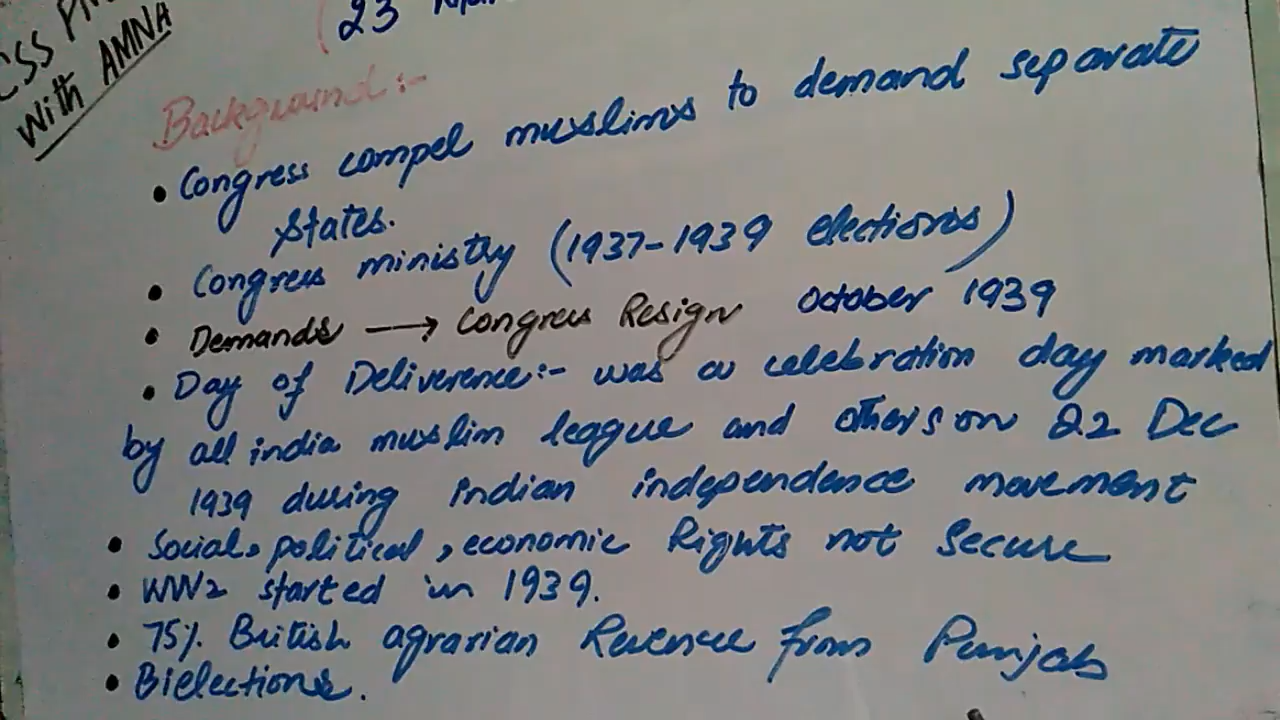 CSS
with AMNA
(23
Background:-
• Congress compel muslims to demand separate
states.
• Congress ministry (1937-1939 elections)
• Demands → Congress Resign October 1939
• Day of Deliverence:- was a celebration day marked
by all india muslim league and others on 22 Dec
1939 during indian independence movement
• Social, political, economic Rights not Secure
• WW2 started in 1939.
• 75% British agrarian Revenue from Punjab
• Bielections.